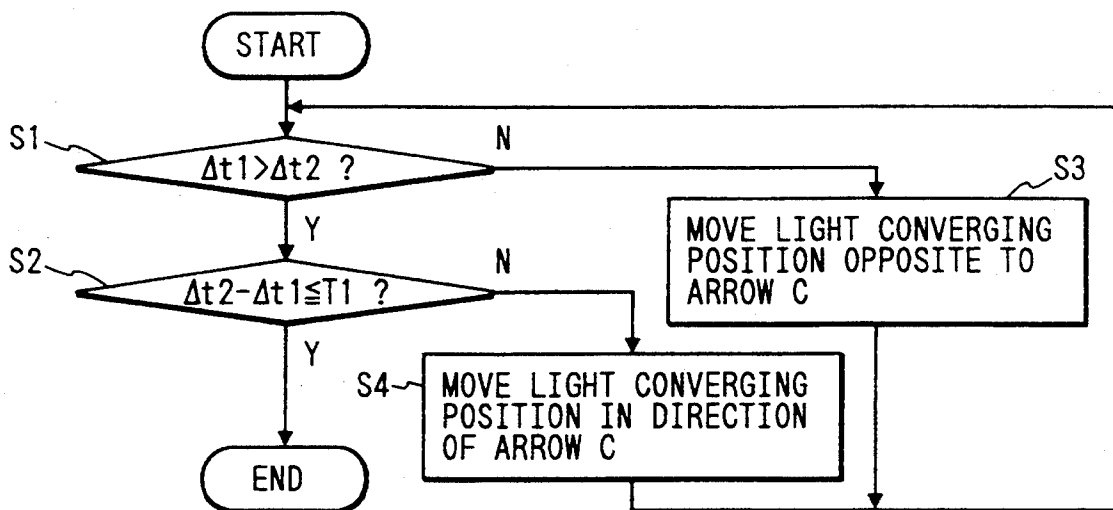 START
S1
Δt1>Δt2 ?
N
Y
S3
MOVE LIGHT CONVERGING
POSITION OPPOSITE TO
ARROW C
S2
Δt2-Δt1≦T1 ?
N
Y
S4
MOVE LIGHT CONVERGING
POSITION IN DIRECTION
OF ARROW C
END